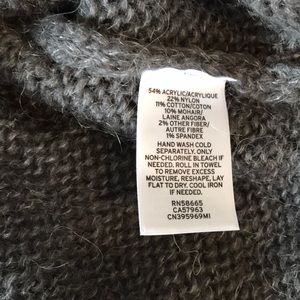 54% ACRYLIC/ACRYLIQUE
22% NYLON
11% COTTON/COTON
10% MOHAIR/
LAINE ANGORA
2% OTHER FIBER/
AUTRE FIBRE
1% SPANDEX
HAND WASH COLD
SEPARATELY. ONLY
NON-CHLORINE BLEACH IF
NEEDED. ROLL IN TOWEL
TO REMOVE EXCESS
MOISTURE, RESHAPE, LAY
FLAT TO DRY. COOL IRON
IF NEEDED.
RN58665
CA57963
CN395969MI